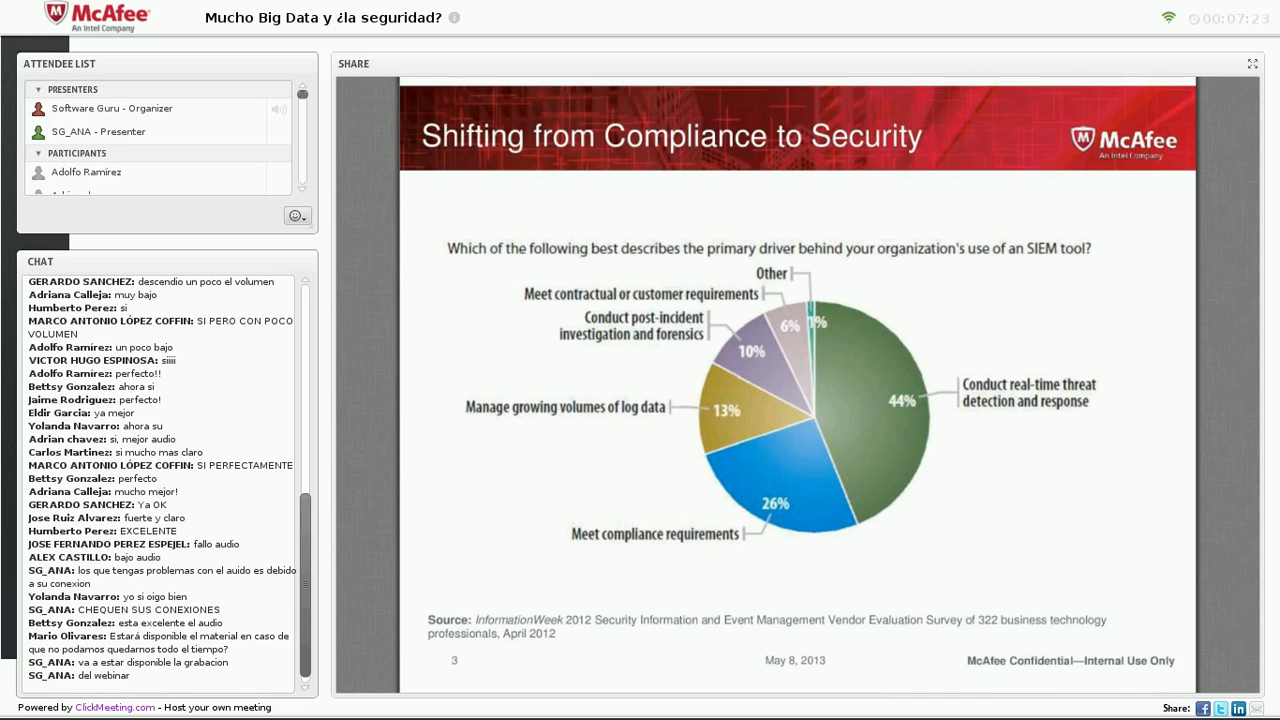 McAfee
An Intel Company
Mucho Big Data y ¿la seguridad?
00:07:23
ATTENDEE LIST
PRESENTERS
Software Guru - Organizer
SG_ANA - Presenter
PARTICIPANTS
Adolfo Ramírez
CHAT
GERARDO SANCHEZ: descendio un poco el volumen
Adriana Calleja: muy bajo
Humberto Perez: si
MARCO ANTONIO LÓPEZ COFFIN: SI PERO CON POCO
VOLUMEN
Adolfo Ramírez: un poco bajo
VICTOR HUGO ESPINOSA: siiii
Adolfo Ramírez: perfecto!!
Bettsy Gonzalez: ahora si
Jaime Rodriguez: perfecto!
Eldir Garcia: ya mejor
Yolanda Navarro: ahora su
Adrian chavez: si, mejor audio
Carlos Martinez: si mucho mas claro
MARCO ANTONIO LÓPEZ COFFIN: SI PERFECTAMENTE
Bettsy Gonzalez: perfecto
Adriana Calleja: mucho mejor!
GERARDO SANCHEZ: Ya OK
Jose Ruiz Alvarez: fuerte y claro
Humberto Perez: EXCELENTE
JOSE FERNANDO PEREZ ESPEJEL: fallo audio
ALEX CASTILLO: bajo audio
SG_ANA: los que tengas problemas con el auido es debido
a su conexion
Yolanda Navarro: yo si oigo bien
SG_ANA: CHEQUEN SUS CONEXIONES
Bettsy Gonzalez: esta excelente el audio
Mario Olivares: Estará disponible el material en caso de
que no podamos quedarnos todo el tiempo?
SG_ANA: va a estar disponible la grabacion
SG_ANA: del webinar
Powered by ClickMeeting.com - Host your own meeting
SHARE
Shifting from Compliance to Security
McAfee
An Intel Company
Which of the following best describes the primary driver behind your organization's use of an SIEM tool?
Other
1%
Meet contractual or customer requirements
6%
Conduct post-incident
investigation and forensics
10%
Manage growing volumes of log data
13%
Meet compliance requirements
26%
Conduct real-time threat
detection and response
44%
Source: InformationWeek 2012 Security Information and Event Management Vendor Evaluation Survey of 322 business technology
professionals, April 2012
3
May 8, 2013
McAfee Confidential—Internal Use Only
Share: